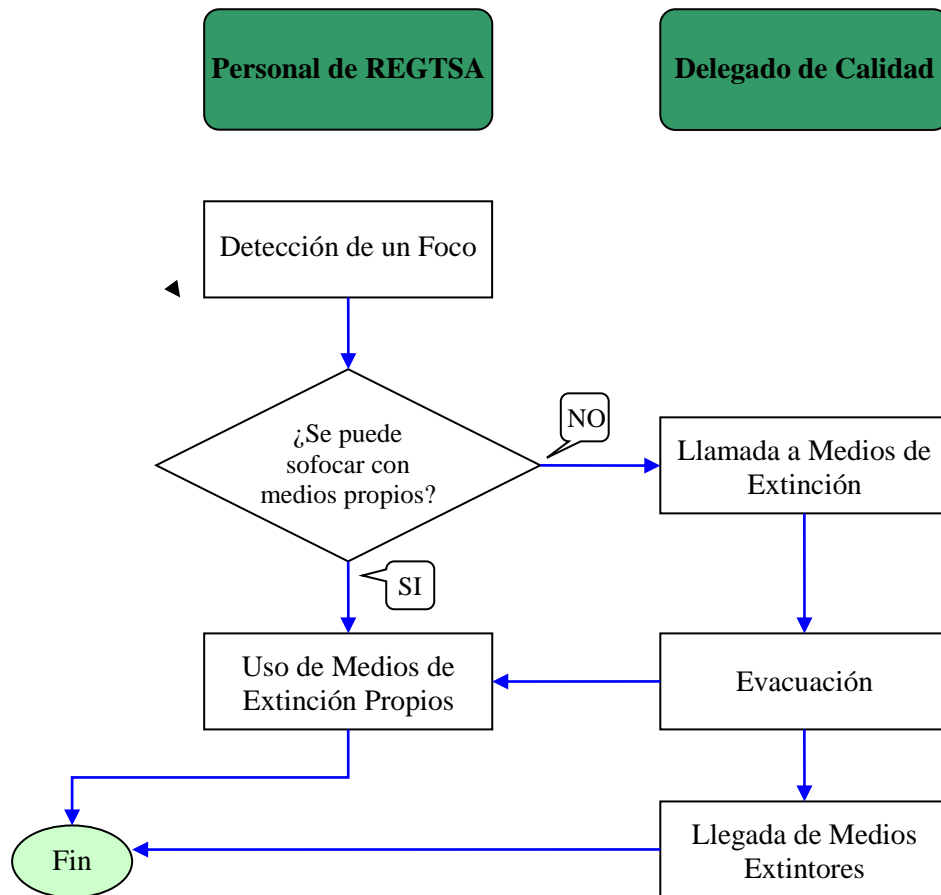 Personal de REGTSA
Delegado de Calidad
Detección de un Foco
¿Se puede
sofocar con
medios propios?
NO
Llamada a Medios de
Extinción
SI
Uso de Medios de
Extinción Propios
Evacuación
Fin
Llegada de Medios
Extintores